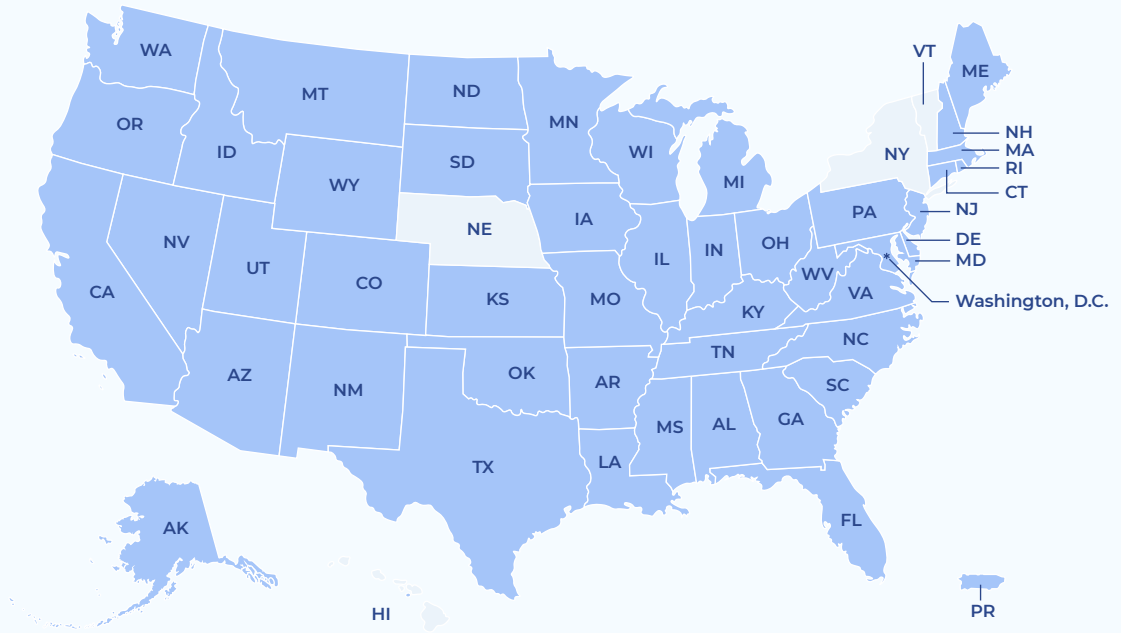 WA
VT
ME
MT
ND
OR
MN
NH
ID
WI
NY
MA
SD
RI
WY
MI
CT
NE
IA
PA
NJ
NV
OH
DE
UT
IL
IN
MD
CO
WV
CA
KS
MO
VA
Washington, D.C.
*
KY
NC
TN
AZ
OK
NM
AR
SC
MS
AL
GA
TX
LA
AK
FL
HI
PR